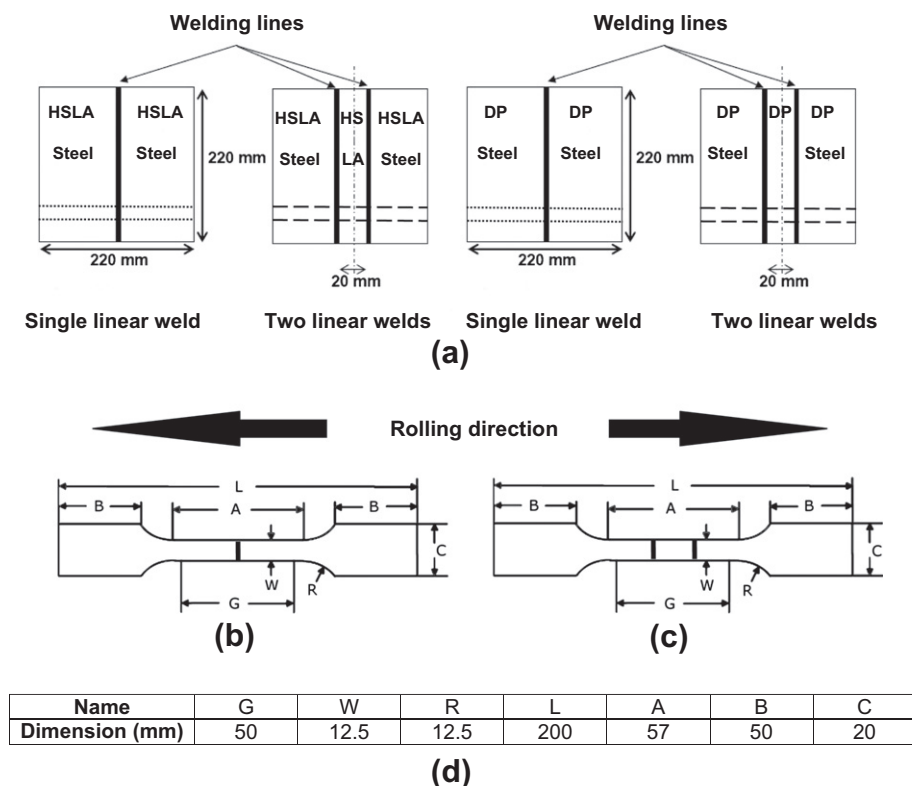 Welding lines Welding lines
HSLA HSLA HSLA HS HSLA DP DP DP DP DP
Steel Steel Steel LA Steel Steel Steel Steel Steel
220 mm 220 mm
220 mm 220 mm
20 mm 20 mm
Single linear weld Two linear welds Single linear weld Two linear welds
(a)
Rolling direction
L L
B A B B A B
C C
W W
R R
G G
(b) (c)
Name G W R L A B C
Dimension (mm) 50 12.5 12.5 200 57 50 20
(d)